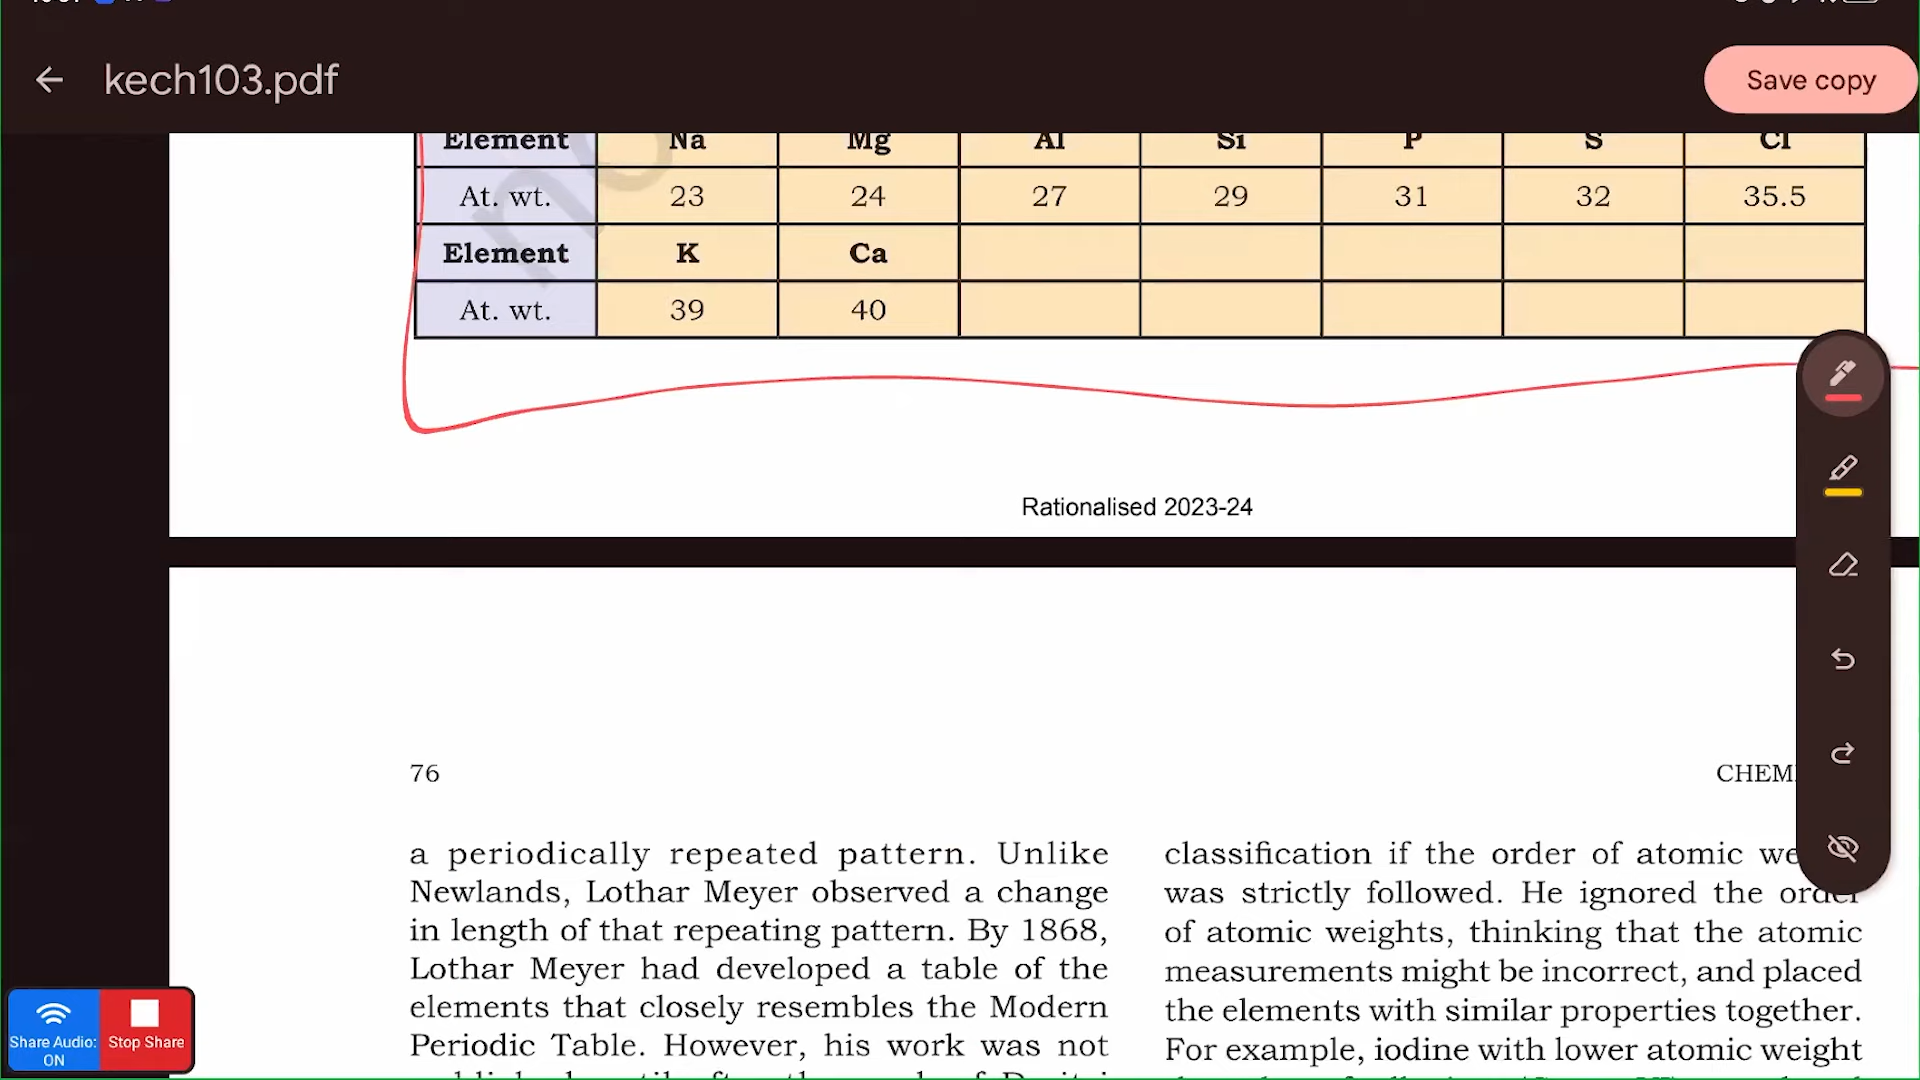 kech103.pdf
Save copy
Element Na Mg Al Si P S Cl
At. wt. 23 24 27 29 31 32 35.5
Element K Ca
At. wt. 39 40
Rationalised 2023-24
76
a periodically repeated pattern. Unlike
Newlands, Lothar Meyer observed a change
in length of that repeating pattern. By 1868,
Lothar Meyer had developed a table of the
elements that closely resembles the Modern
Periodic Table. However, his work was not
classification if the order of atomic
was strictly followed. He ignored the order
of atomic weights, thinking that the atomic
measurements might be incorrect, and placed
the elements with similar properties together.
For example, iodine with lower atomic weight
Share Audio:
ON
Stop Share